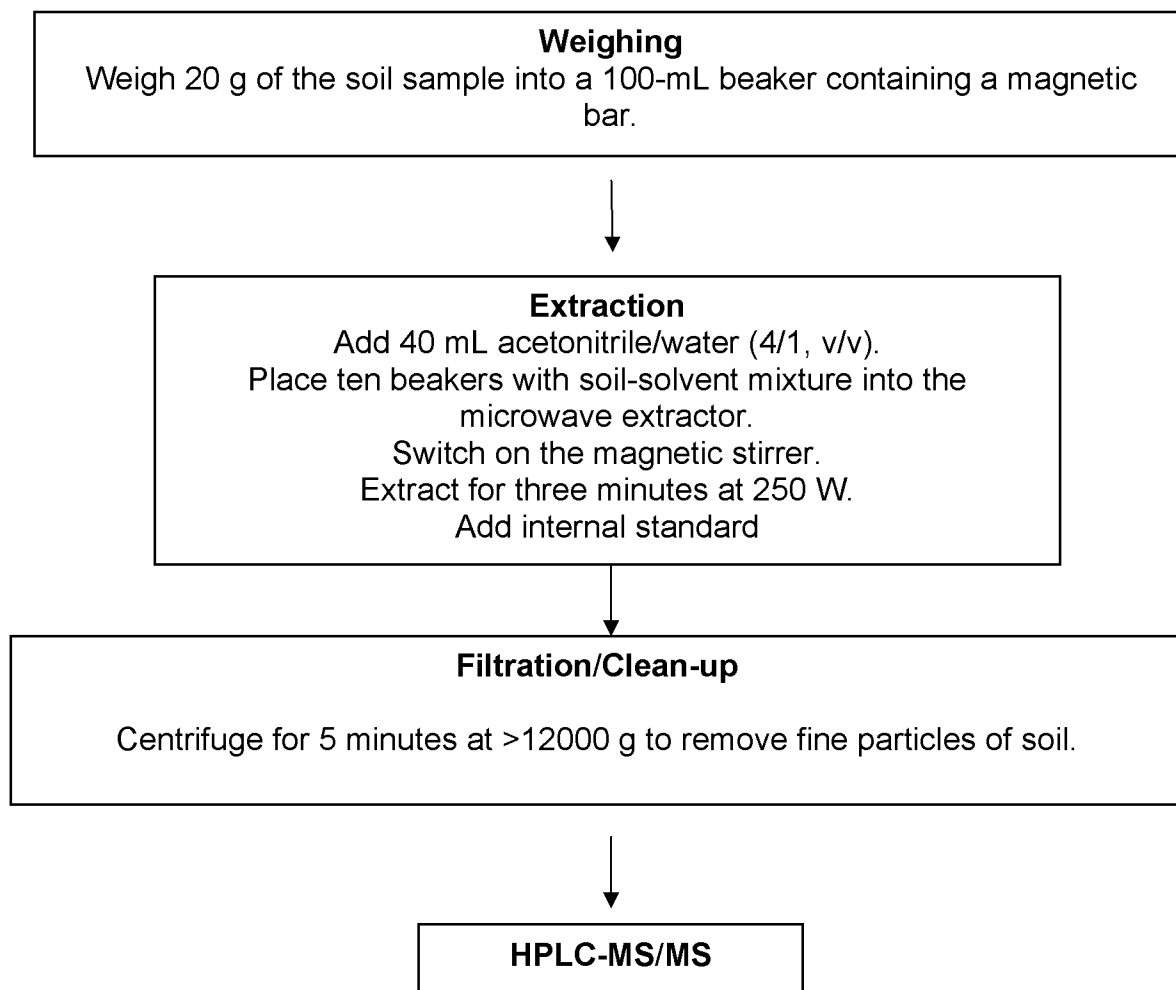 Weighing
Weigh 20 g of the soil sample into a 100-mL beaker containing a magnetic
bar.
Extraction
Add 40 mL acetonitrile/water (4/1, v/v).
Place ten beakers with soil-solvent mixture into the
microwave extractor.
Switch on the magnetic stirrer.
Extract for three minutes at 250 W.
Add internal standard
Filtration/Clean-up
Centrifuge for 5 minutes at >12000 g to remove fine particles of soil.
HPLC-MS/MS